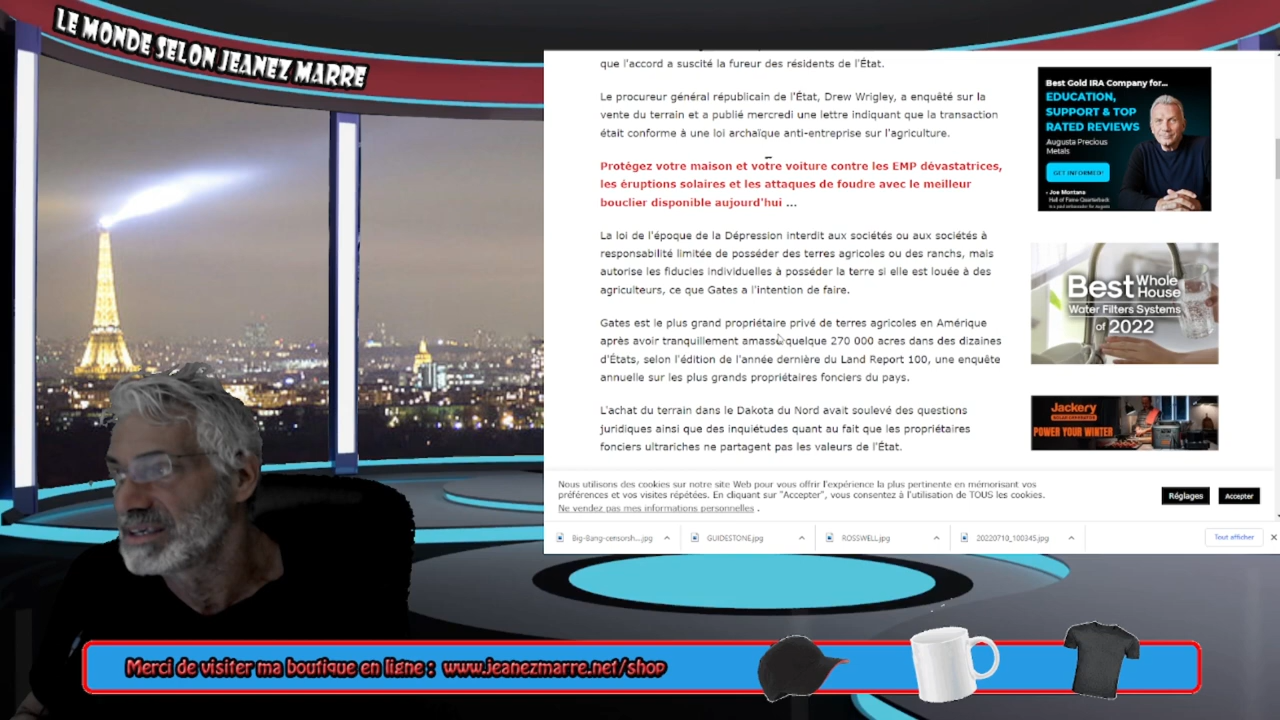 LE MONDE SELON JEANEZ MARRE
que l'accord a suscité la fureur des résidents de l'État.
Le procureur général républicain de l'État, Drew Wrigley, a enquêté sur la
vente du terrain et a publié mercredi une lettre indiquant que la transaction
était conforme à une loi archaïque anti-entreprise sur l'agriculture.
Protégez votre maison et votre voiture contre les EMP dévastatrices,
les éruptions solaires et les attaques de foudre avec le meilleur
bouclier disponible aujourd'hui ...
La loi de l'époque de la Dépression interdit aux sociétés ou aux sociétés à
responsabilité limitée de posséder des terres agricoles ou des ranchs, mais
autorise les fiducies individuelles à posséder la terre si elle est louée à des
agriculteurs, ce que Gates a l'intention de faire.
Gates est le plus grand propriétaire privé de terres agricoles en Amérique
après avoir tranquillement amassé quelque 270 000 acres dans des dizaines
d'États, selon l'édition de l'année dernière du Land Report 100, une enquête
annuelle sur les plus grands propriétaires fonciers du pays.
L'achat du terrain dans le Dakota du Nord avait soulevé des questions
juridiques ainsi que des inquiétudes quant au fait que les propriétaires
fonciers ultrariches ne partagent pas les valeurs de l'État.
Best Gold IRA Company for...
EDUCATION,
SUPPORT & TOP
RATED REVIEWS
Augusta Precious
Metals
GET INFORMED!
- Joe Montana
Hall of Fame Quarterback
is a paid ambassador for Augusta
Best Whole House
Water Filters Systems
of 2022
Jackery
POWER YOUR WINTER
Nous utilisons des cookies sur notre site Web pour vous offrir l'expérience la plus pertinente en mémorisant vos
préférences et vos visites répétées. En cliquant sur "Accepter", vous consentez à l'utilisation de TOUS les cookies.
Ne vendez pas mes informations personnelles .
Réglages
Accepter
Big-Bang-censorsh....jpg
GUIDESTONE.jpg
ROSSWELL.jpg
20220710_100345.jpg
Tout afficher
Merci de visiter ma boutique en ligne : www.jeanezmarre.net/shop